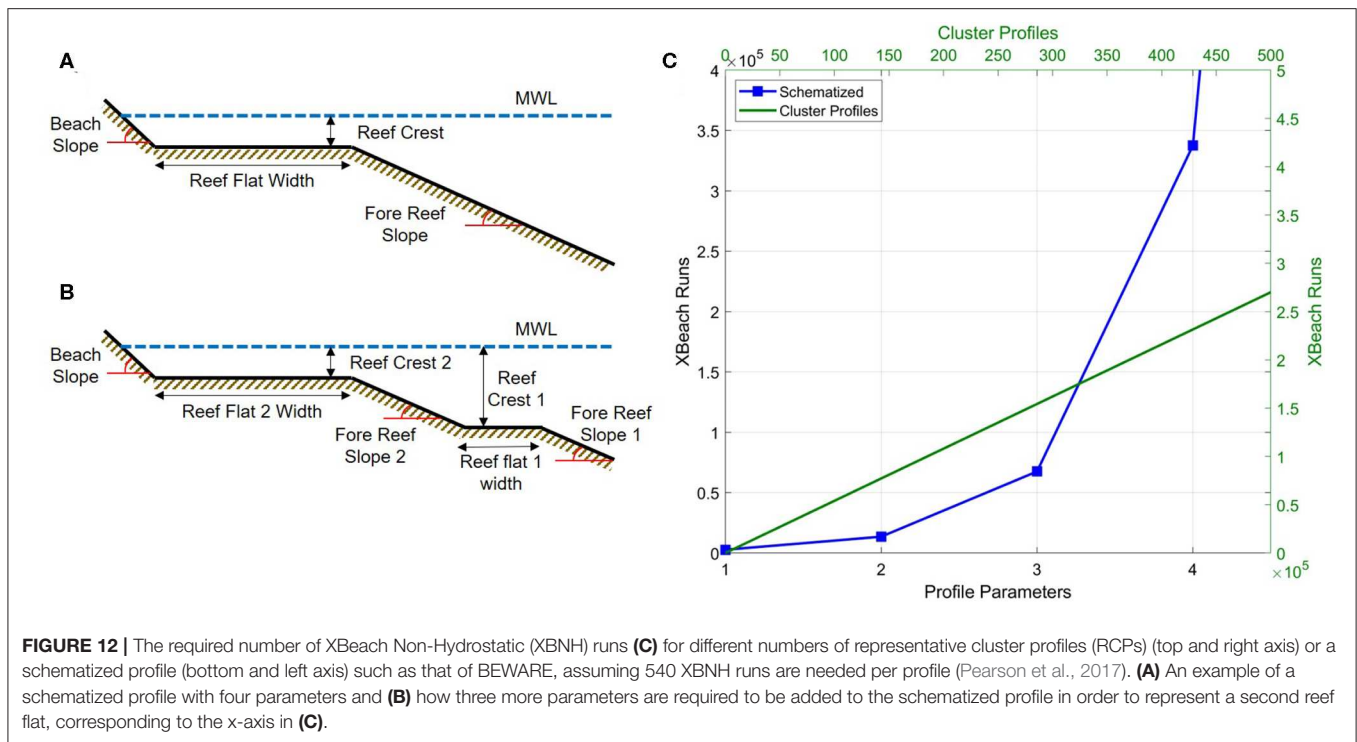 A
MWL
Beach
Slope
Reef Crest
Reef Flat Width
Fore Reef
Slope
B
MWL
Beach
Slope
Reef Crest 2
Reef
Crest 1
Reef Flat 2 Width
Fore Reef
Slope 2
Reef flat 1
width
Fore Reef
Slope 1
C
Cluster Profiles
0 50 100 150 200 250 300 350 400 450 500
×10⁵
4
3.5
3
2.5
2
1.5
1
0.5
0
XBeach Runs
Schematized
Cluster Profiles
5
4.5
4
3.5
3
2.5
2
1.5
1
0.5
0
×10⁵
XBeach Runs
1 2 3 4
Profile Parameters
FIGURE 12 | The required number of XBeach Non-Hydrostatic (XBNH) runs (C) for different numbers of representative cluster profiles (RCPs) (top and right axis) or a
schematized profile (bottom and left axis) such as that of BEWARE, assuming 540 XBNH runs are needed per profile (Pearson et al., 2017). (A) An example of a
schematized profile with four parameters and (B) how three more parameters are required to be added to the schematized profile in order to represent a second reef
flat, corresponding to the x-axis in (C).